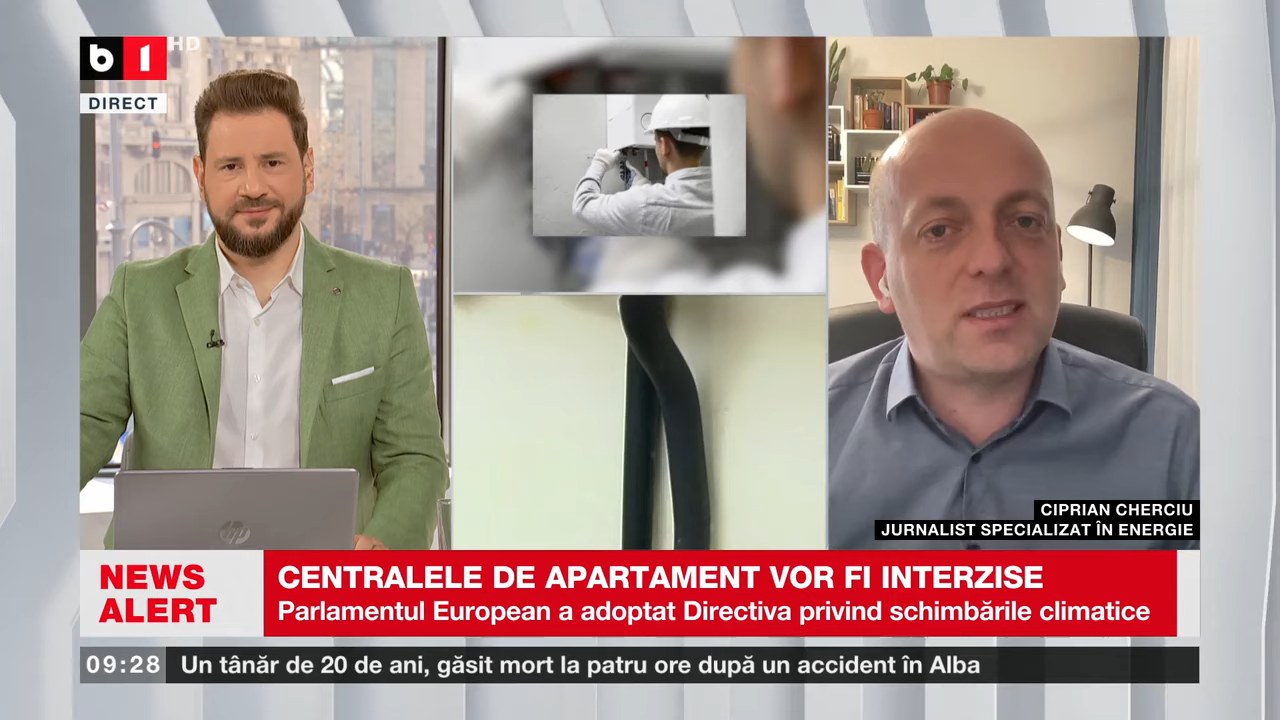 b1 HD
DIRECT
hp
CIPRIAN CHERCIU
JURNALIST SPECIALIZAT ÎN ENERGIE
NEWS
ALERT
CENTRALELE DE APARTAMENT VOR FI INTERZISE
Parlamentul European a adoptat Directiva privind schimbările climatice
09:28 Un tânăr de 20 de ani, găsit mort la patru ore după un accident în Alba